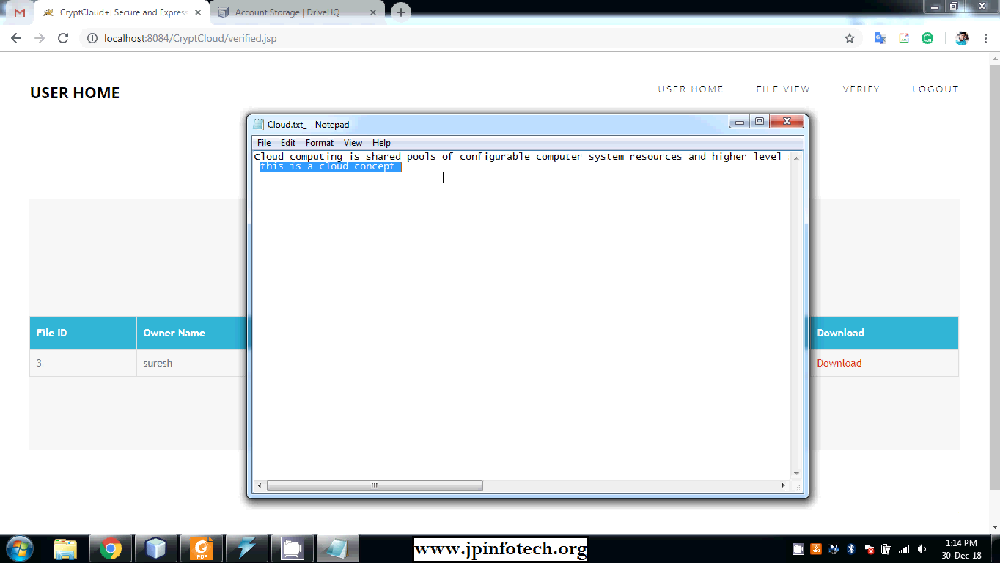 CryptCloud+: Secure and Express
Account Storage | DriveHQ
localhost:8084/CryptCloud/verified.jsp
USER HOME
USER HOME FILE VIEW VERIFY LOGOUT
Cloud.txt_ - Notepad
File Edit Format View Help
Cloud computing is shared pools of configurable computer system resources and higher level
this is a cloud concept
File ID Owner Name Download
3 suresh Download
PDF
www.jpinfotech.org
1:14 PM
30-Dec-18